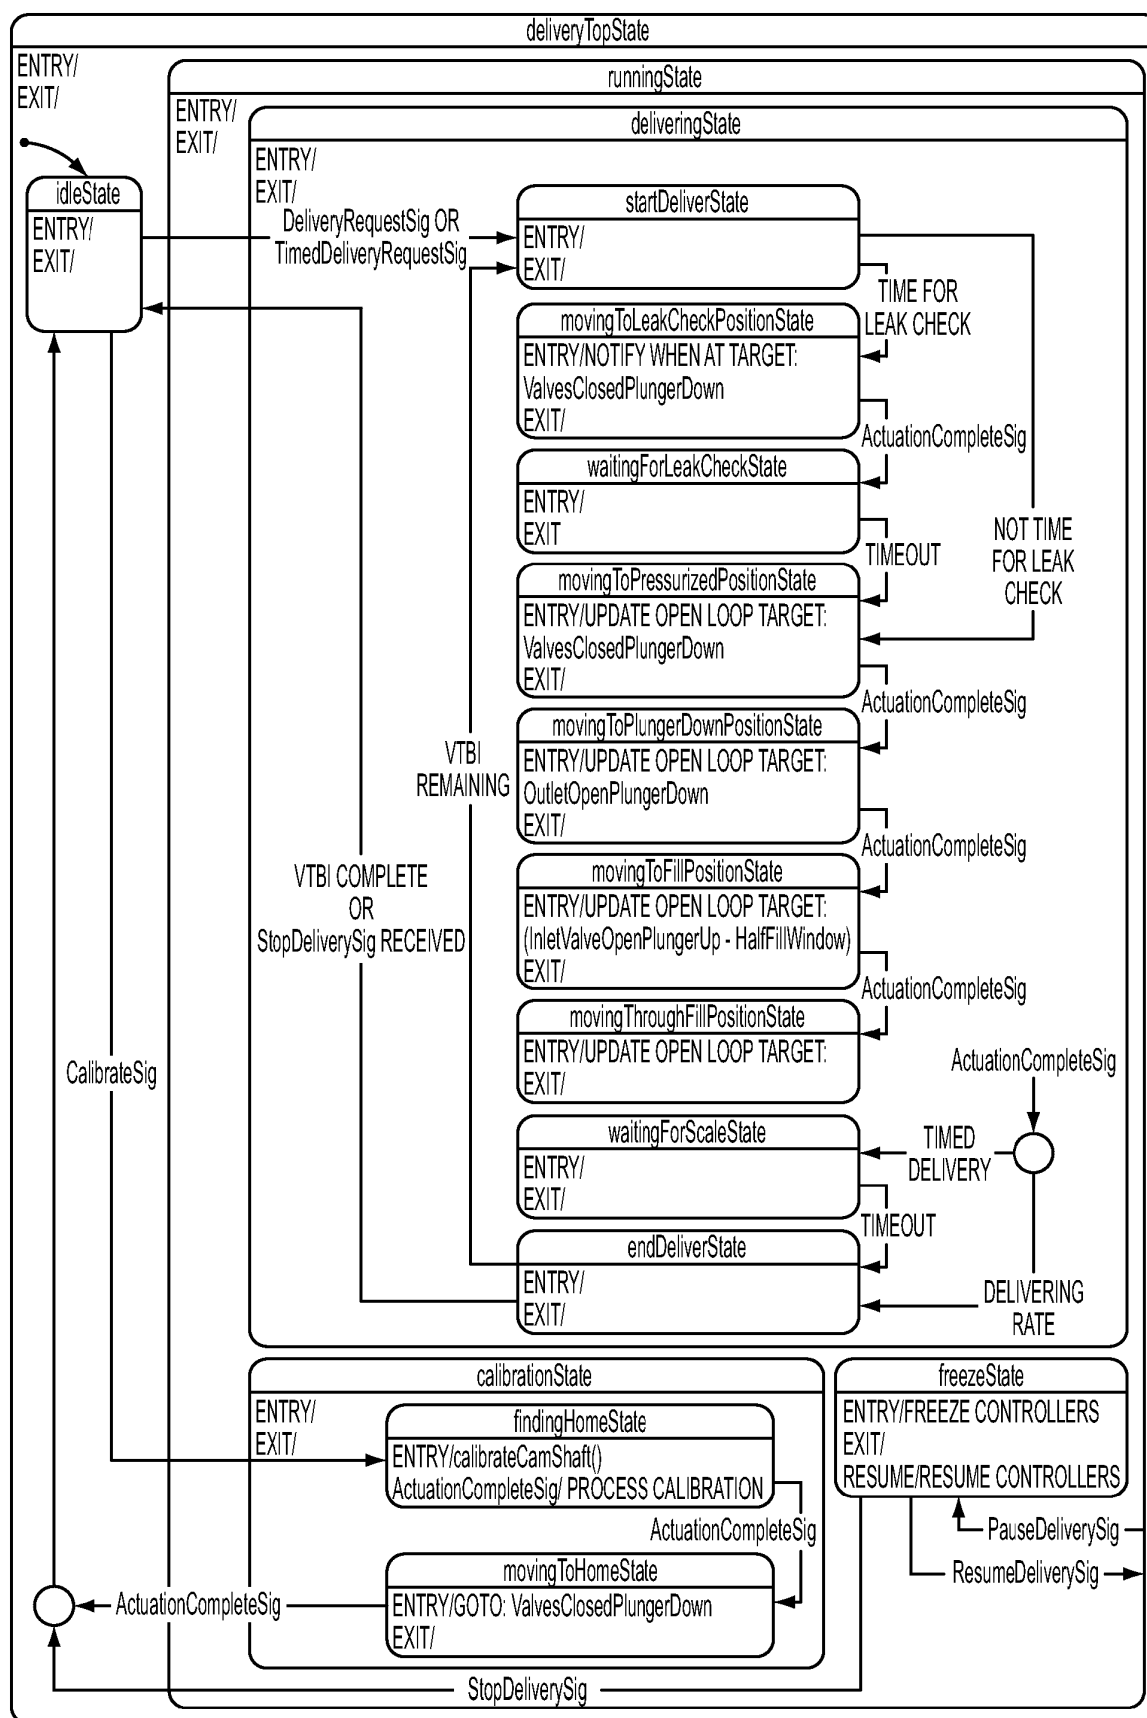 deliveryTopState
ENTRY/
EXIT/
runningState
ENTRY/
EXIT/
deliveringState
ENTRY/
EXIT/
idleState
ENTRY/
EXIT/
DeliveryRequestSig OR
TimedDeliveryRequestSig
startDeliverState
ENTRY/
EXIT/
TIME FOR
LEAK CHECK
movingToLeakCheckPositionState
ENTRY/NOTIFY WHEN AT TARGET:
ValvesClosedPlungerDown
EXIT/
ActuationCompleteSig
waitingForLeakCheckState
ENTRY/
EXIT
TIMEOUT
NOT TIME
FOR LEAK
CHECK
movingToPressurizedPositionState
ENTRY/UPDATE OPEN LOOP TARGET:
ValvesClosedPlungerDown
EXIT/
ActuationCompleteSig
movingToPlungerDownPositionState
ENTRY/UPDATE OPEN LOOP TARGET:
OutletOpenPlungerDown
EXIT/
VTBI
REMAINING
ActuationCompleteSig
movingToFillPositionState
ENTRY/UPDATE OPEN LOOP TARGET:
(InletValveOpenPlungerUp - HalfFillWindow)
EXIT/
VTBI COMPLETE
OR
StopDeliverySig RECEIVED
ActuationCompleteSig
movingThroughFillPositionState
ENTRY/UPDATE OPEN LOOP TARGET:
EXIT/
CalibrateSig
ActuationCompleteSig
waitingForScaleState
ENTRY/
EXIT/
TIMED
DELIVERY
TIMEOUT
endDeliverState
ENTRY/
EXIT/
DELIVERING
RATE
calibrationState
ENTRY/
EXIT/
findingHomeState
ENTRY/calibrateCamShaft()
ActuationCompleteSig/ PROCESS CALIBRATION
ActuationCompleteSig
movingToHomeState
ENTRY/GOTO: ValvesClosedPlungerDown
EXIT/
ActuationCompleteSig
freezeState
ENTRY/FREEZE CONTROLLERS
EXIT/
RESUME/RESUME CONTROLLERS
PauseDeliverySig
ResumeDeliverySig
StopDeliverySig